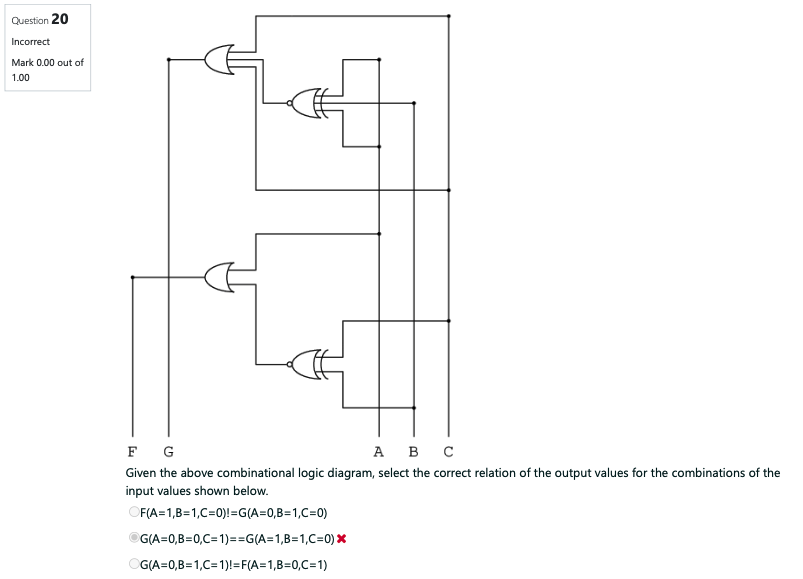 Question 20
Incorrect
Mark 0.00 out of
1.00
F G A B C
Given the above combinational logic diagram, select the correct relation of the output values for the combinations of the
input values shown below.
F(A=1,B=1,C=0)!=G(A=0,B=1,C=0)
G(A=0,B=0,C=1)==G(A=1,B=1,C=0)
G(A=0,B=1,C=1)!=F(A=1,B=0,C=1)